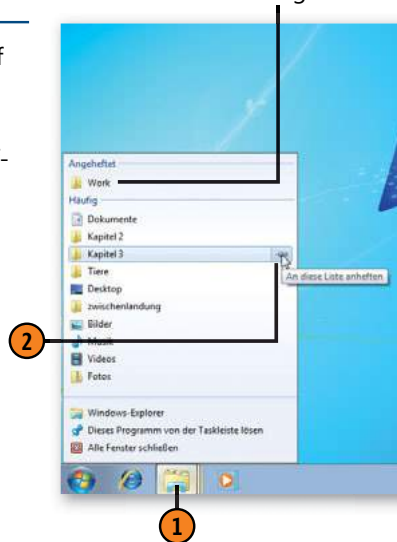 f
-
Angeheftet
Work
Häufig
Dokumente
Kapitel 2
Kapitel 3
An diese Liste anheften
Tiere
Desktop
zwischenlandung
Bilder
2
Musik
Videos
Fotos
Windows-Explorer
Dieses Programm von der Taskleiste lösen
Alle Fenster schließen
1